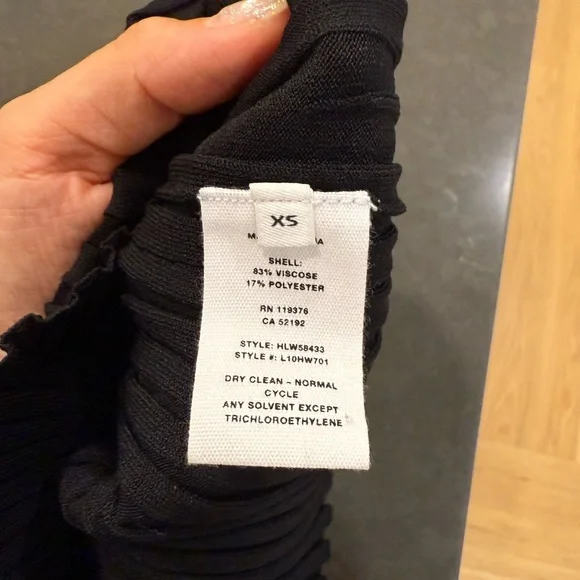 XS
SHELL:
83% VISCOSE
17% POLYESTER
RN 119376
CA 52192
STYLE: HLW58433
STYLE #: L10HW701
DRY CLEAN - NORMAL
CYCLE
ANY SOLVENT EXCEPT
TRICHLOROETHYLENE